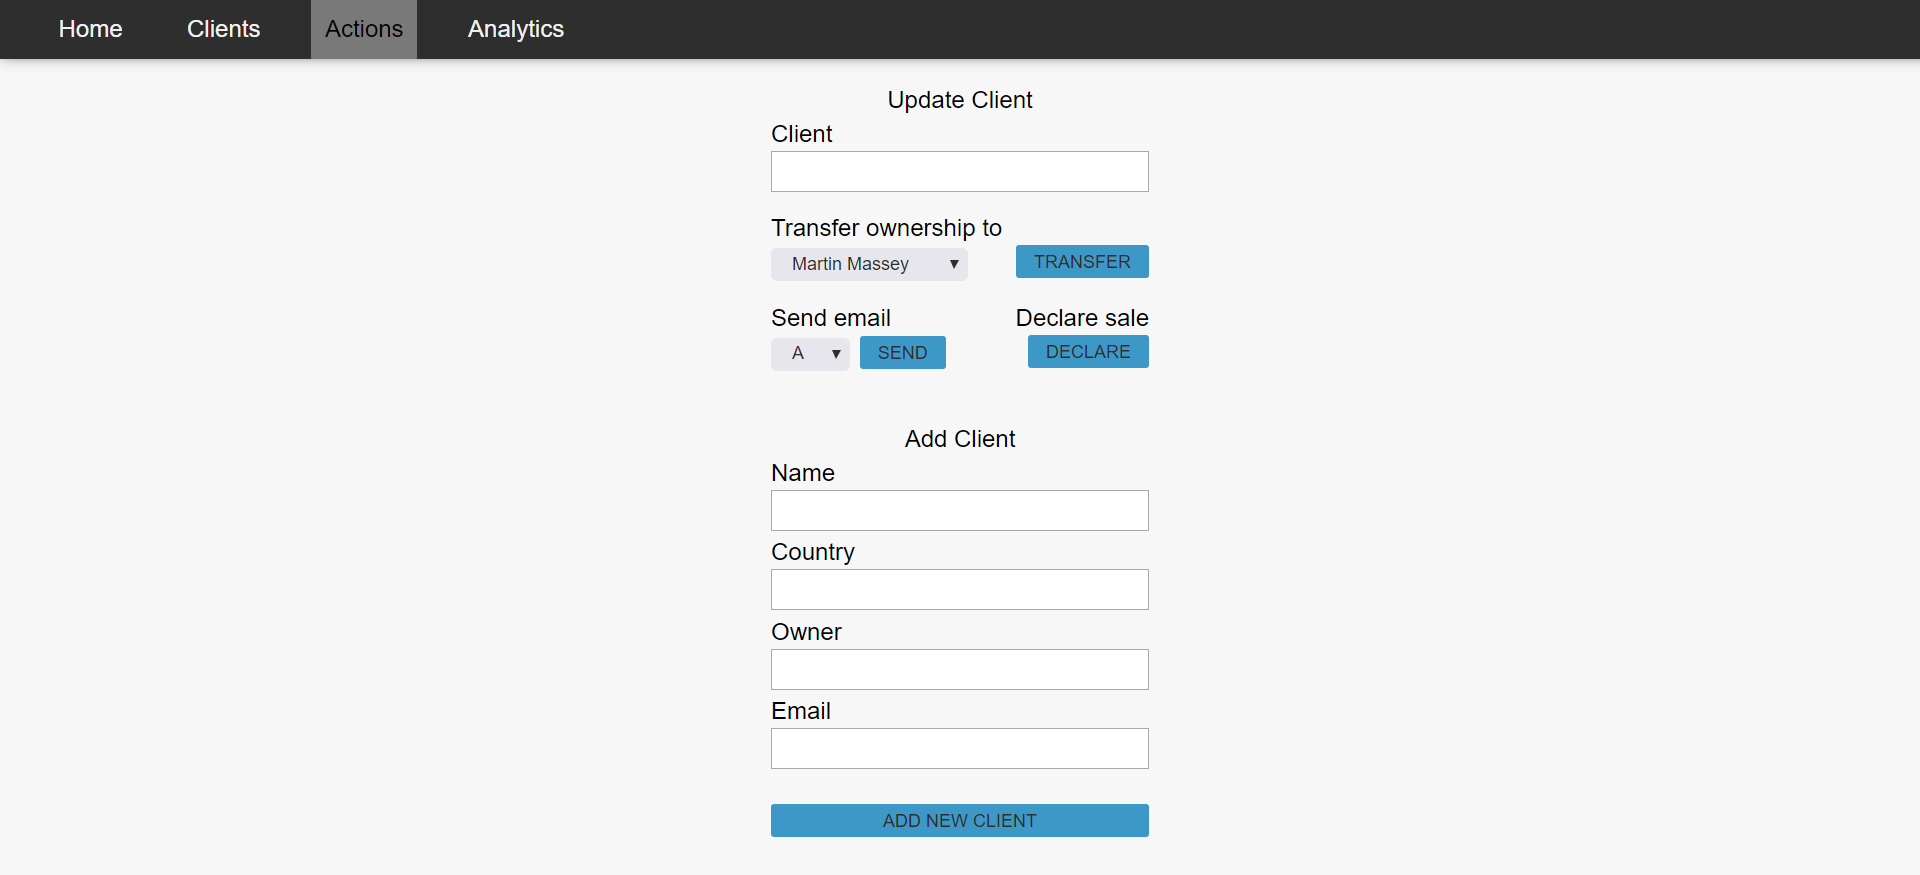 Home Clients Actions Analytics
Update Client
Client
Transfer ownership to
Martin Massey ▼ TRANSFER
Send email Declare sale
A ▼ SEND DECLARE
Add Client
Name
Country
Owner
Email
ADD NEW CLIENT